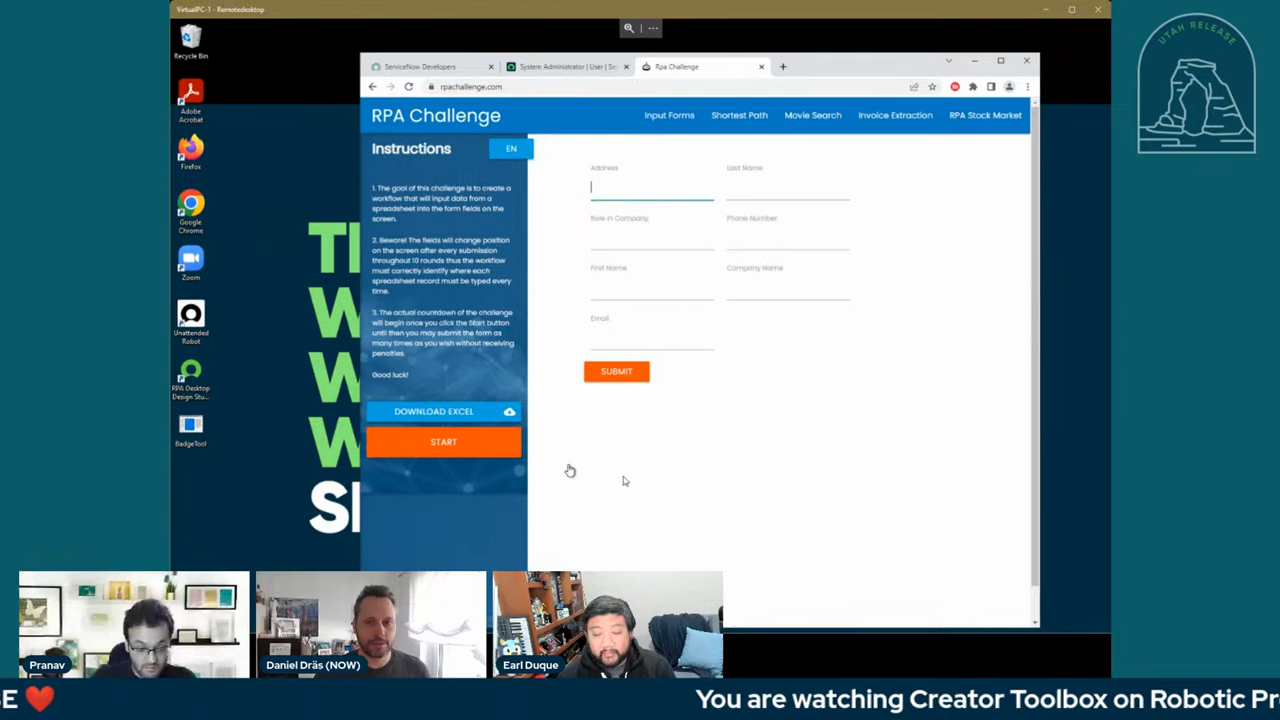 VirtualPC-1 - Remotedesktop
UTAH RELEASE
Recycle Bin
Adobe
Acrobat
Firefox
Google
Chrome
Zoom
Unattended
Robot
RPA Desktop
Design Stu...
BadgeTool
ServiceNow Developers
System Administrator | User | Se
Rpa Challenge
rpachallenge.com
RPA Challenge
Input Forms
Shortest Path
Movie Search
Invoice Extraction
RPA Stock Market
Instructions
EN
1. The goal of this challenge is to create a
workflow that will input data from a
spreadsheet into the form fields on the
screen.
2. Beware! The fields will change position
on the screen after every submission
throughout 10 rounds thus the workflow
must correctly identify where each
spreadsheet record must be typed every
time.
3. The actual countdown of the challenge
will begin once you click the Start button
until then you may submit the form as
many times as you wish without receiving
penalties.
Good luck!
DOWNLOAD EXCEL
START
Address
Last Name
Role in Company
Phone Number
First Name
Company Name
Email
SUBMIT
T
W
W
W
S
Pranav
Daniel Dräs (NOW)
Earl Duque
SE ❤️
You are watching Creator Toolbox on Robotic Pr